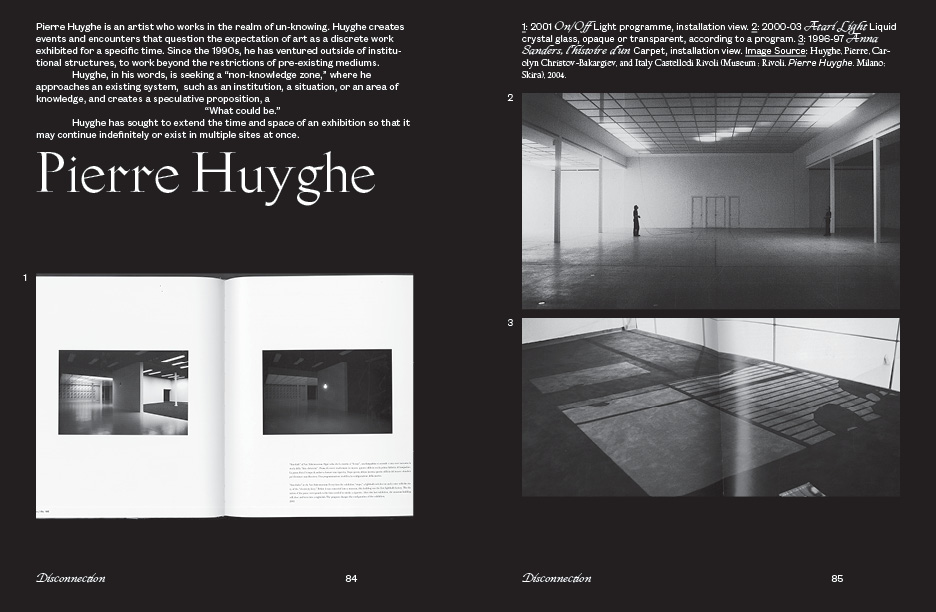 Pierre Huyghe is an artist who works in the realm of un-knowing. Huyghe creates
events and encounters that question the expectation of art as a discrete work
exhibited for a specific time. Since the 1990s, he has ventured outside of institu-
tional structures, to work beyond the restrictions of pre-existing mediums.
Huyghe, in his words, is seeking a “non-knowledge zone,” where he
approaches an existing system, such as an institution, a situation, or an area of
knowledge, and creates a speculative proposition, a
“What could be.”
Huyghe has sought to extend the time and space of an exhibition so that it
may continue indefinitely or exist in multiple sites at once.
Pierre Huyghe
1
Disconnection
84
1: 2001 On/Off Light programme, installation view. 2: 2000-03 Atari Light Liquid
crystal glass, opaque or transparent, according to a program. 3: 1996-97 Anna
Sanders, l'histoire d'un Carpet, installation view. Image Source: Huyghe, Pierre, Car-
olyn Christov-Bakargiev, and Italy Castellodi Rivoli (Museum : Rivoli. Pierre Huyghe. Milano:
Skira), 2004.
2
3
Disconnection
85